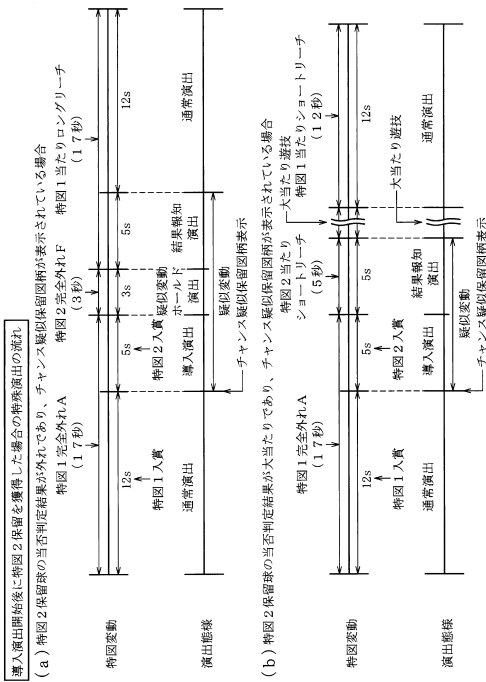 導入演出開始後に特図２保留を獲得した場合の特殊演出の流れ
(a) 特図２保留球の当否判定結果が外れであり、チャンス疑似保留図柄が表示されている場合
特図１完全外れA
(17秒)
特図２完全外れF
(3秒)
特図１当たりロングリーチ
(17秒)
特図変動
12s
5s
3s
5s
12s
特図１入賞
特図２入賞
演出態様
通常演出
導入演出
疑似変動
ホールド
演出
結果報知
演出
通常演出
疑似変動
チャンス疑似保留図柄表示
(b) 特図２保留球の当否判定結果が大当たりであり、チャンス疑似保留図柄が表示されている場合
特図１完全外れA
(17秒)
特図２当たり
ショートリーチ
(5秒)
大当たり遊技
特図１当たりショートリーチ
(12秒)
特図変動
12s
5s
5s
12s
特図１入賞
特図２入賞
大当たり遊技
演出態様
通常演出
導入演出
結果報知
演出
通常演出
疑似変動
チャンス疑似保留図柄表示